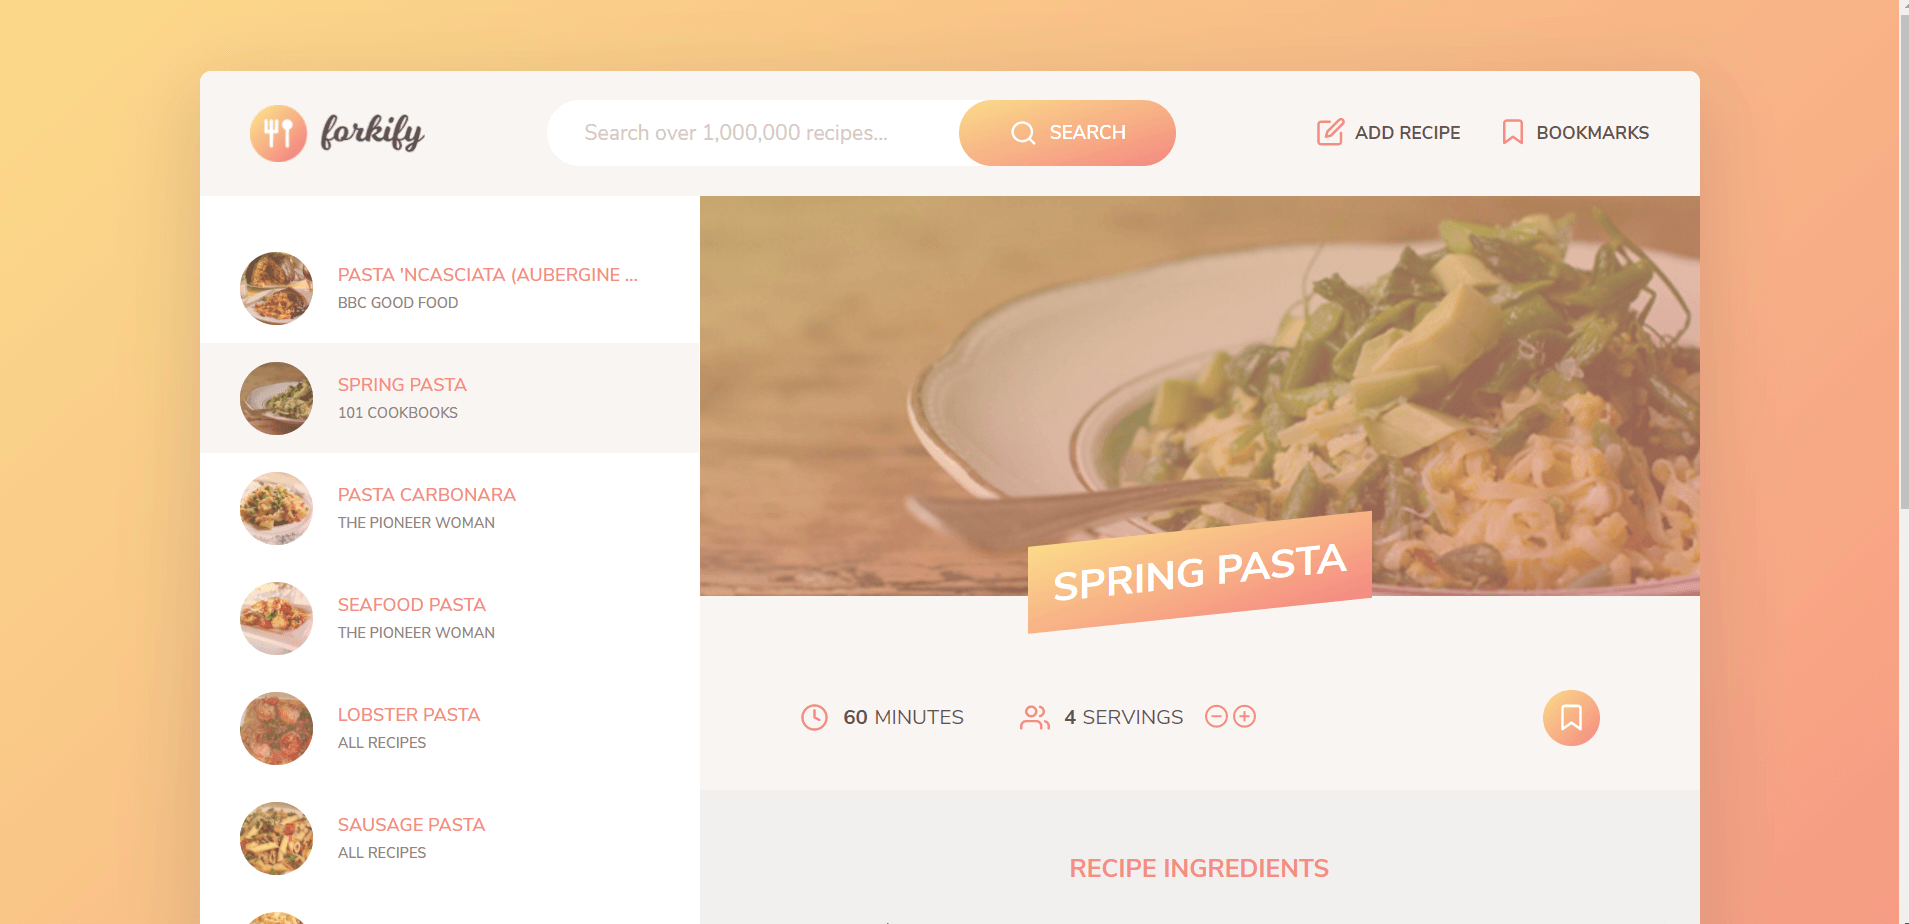 forkify
Search over 1,000,000 recipes...
SEARCH
ADD RECIPE
BOOKMARKS
PASTA 'NCASCIATA (AUBERGINE ...
BBC GOOD FOOD
SPRING PASTA
101 COOKBOOKS
PASTA CARBONARA
THE PIONEER WOMAN
SEAFOOD PASTA
THE PIONEER WOMAN
LOBSTER PASTA
ALL RECIPES
SAUSAGE PASTA
ALL RECIPES
SPRING PASTA
60 MINUTES
4 SERVINGS
RECIPE INGREDIENTS